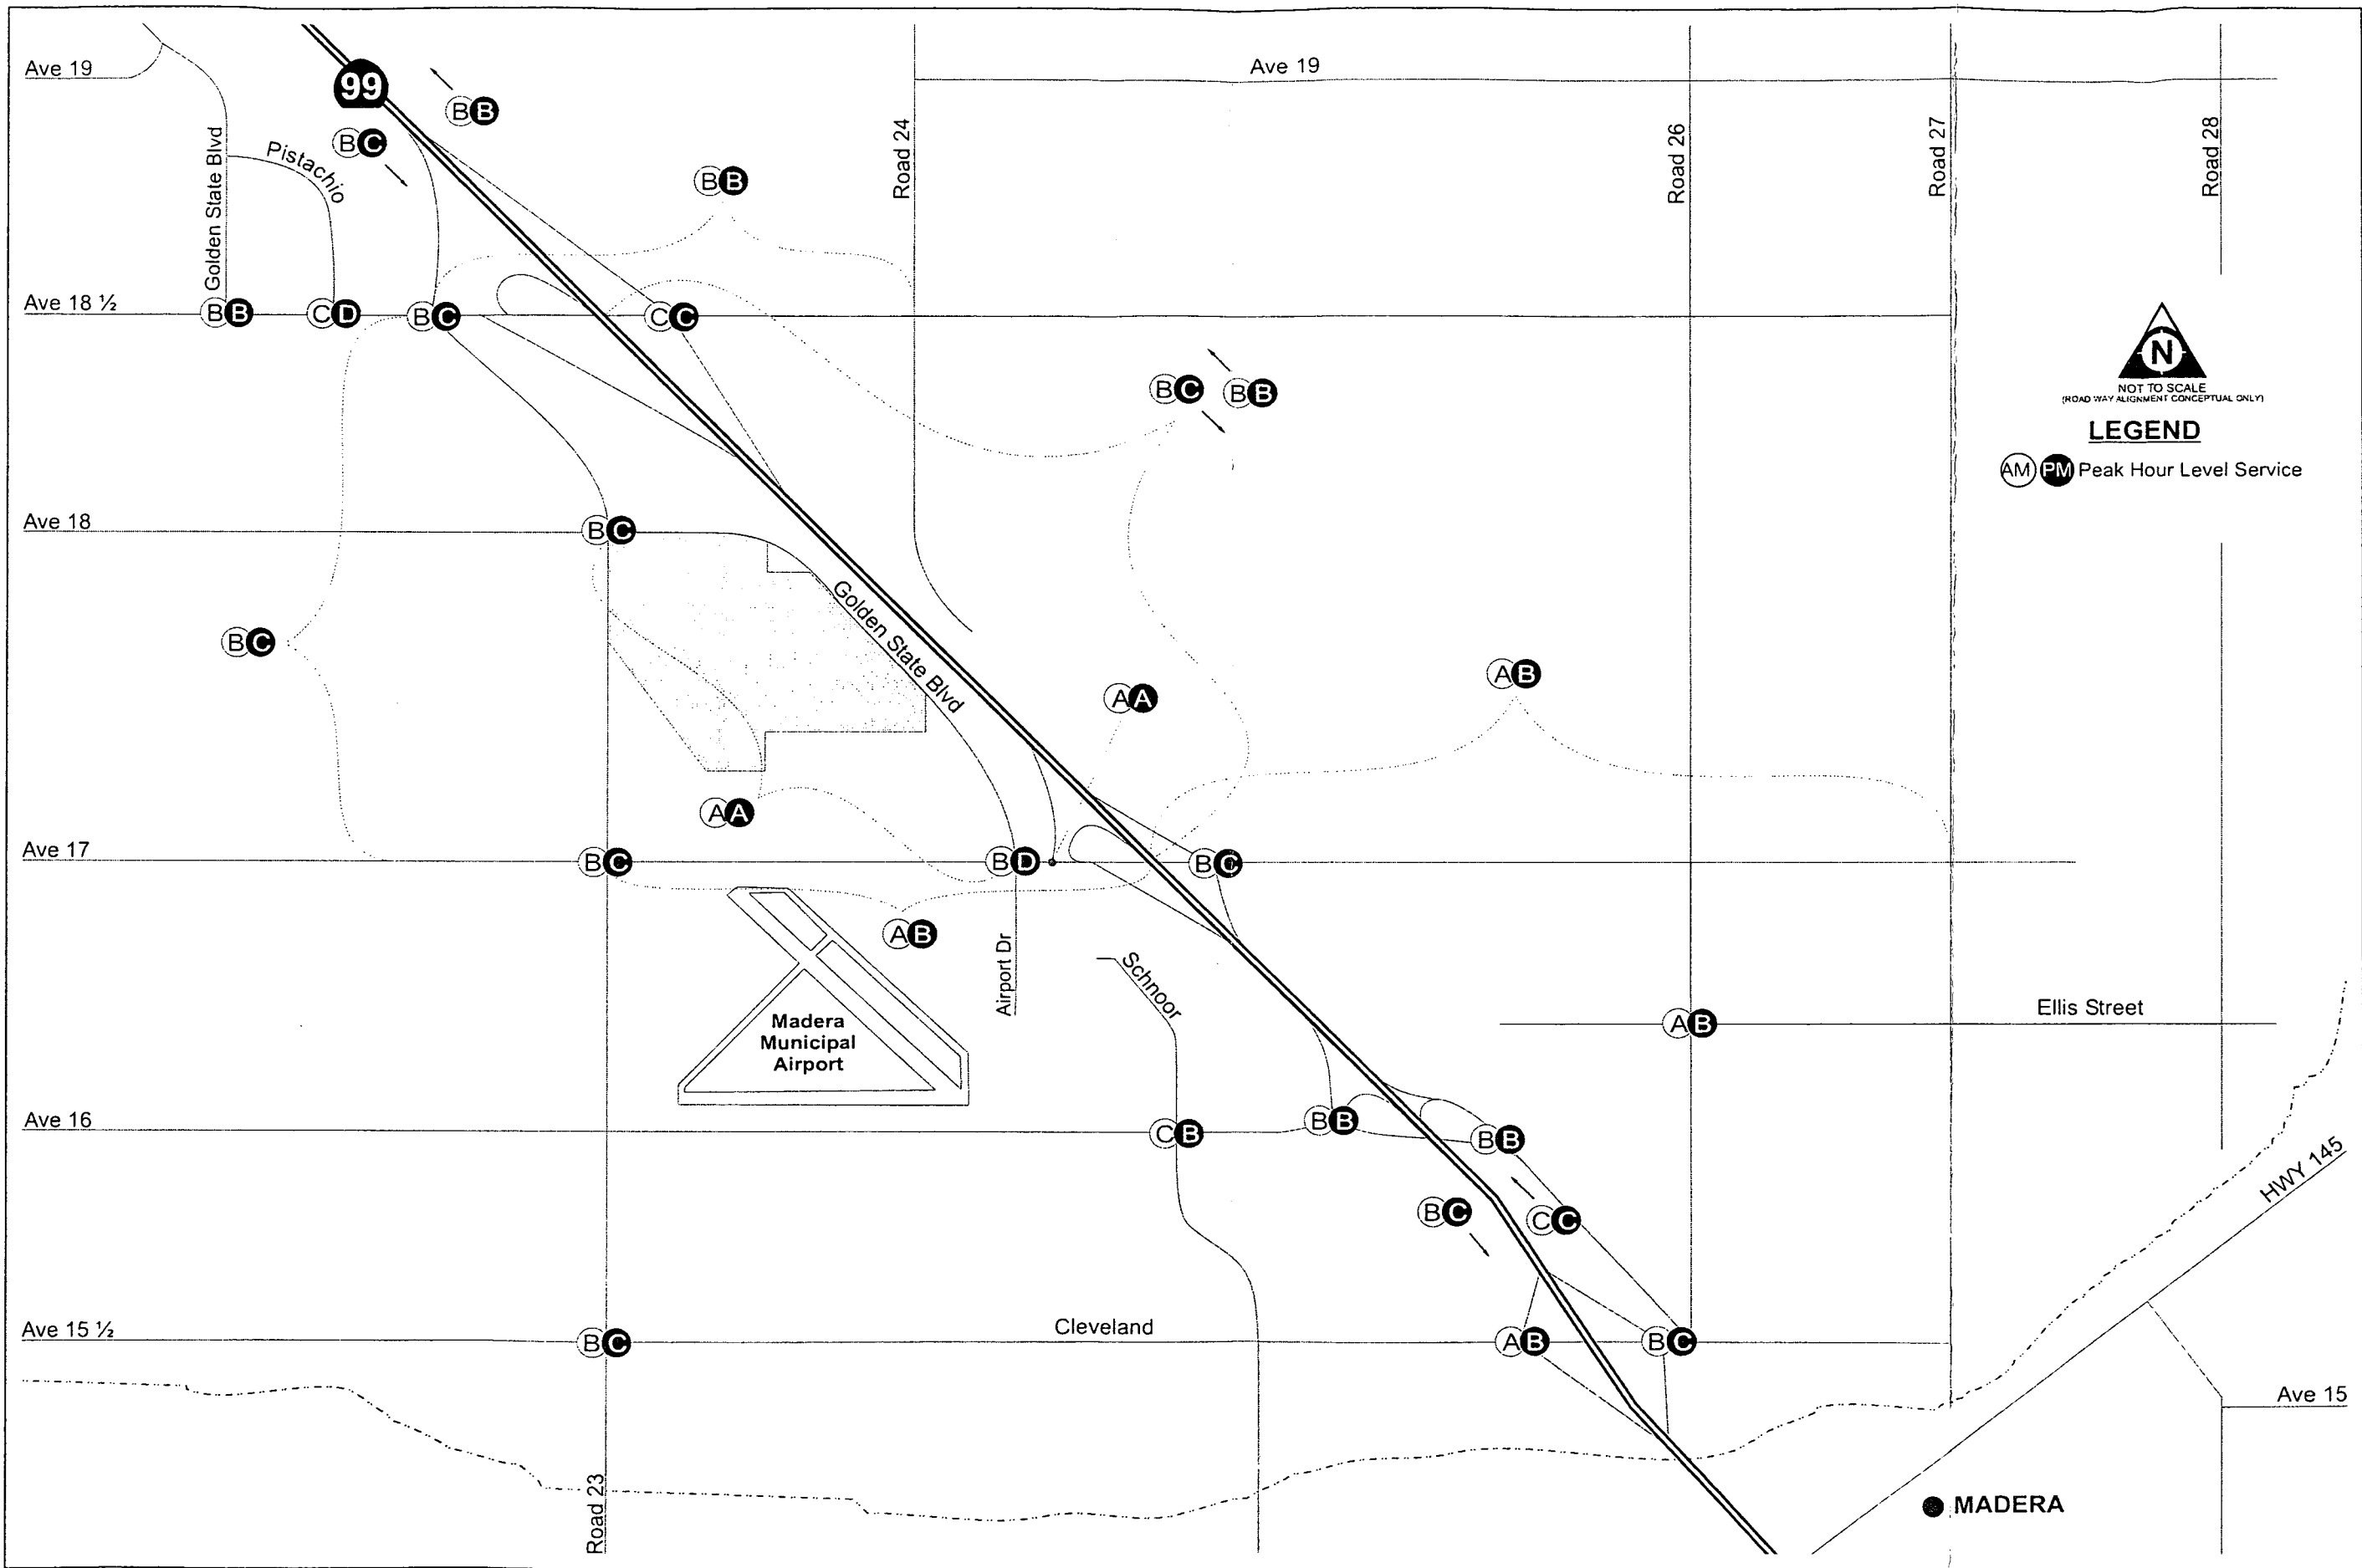 Ave 19
99
Ave 19
B B
B C
Golden State Blvd
Pistachio
Road 24
Road 26
Road 27
Road 28
B B
Ave 18 ½
B B
C D
B C
C C
N
NOT TO SCALE
(ROAD WAY ALIGNMENT CONCEPTUAL ONLY)
LEGEND
AM PM Peak Hour Level Service
B C
B B
Ave 18
B C
Golden State Blvd
B C
A A
A B
A A
Ave 17
B C
B D
B C
A B
Airport Dr
Schnoor
Madera
Municipal
Airport
A B
Ellis Street
Ave 16
C B
B B
B B
HWY 145
B C
C C
Ave 15 ½
B C
Cleveland
A B
B C
Ave 15
Road 23
MADERA